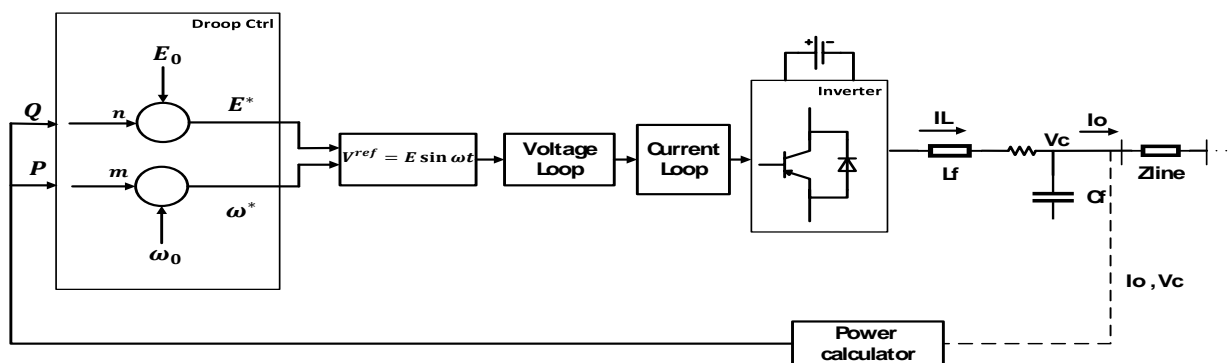 Droop Ctrl
E₀
Q
n
E*
P
m
ω*
ω₀
V^ref = E sin ωt
Voltage
Loop
Current
Loop
+ -
Inverter
IL
Lf
Vc
Io
Zline
Cf
Io , Vc
Power
calculator